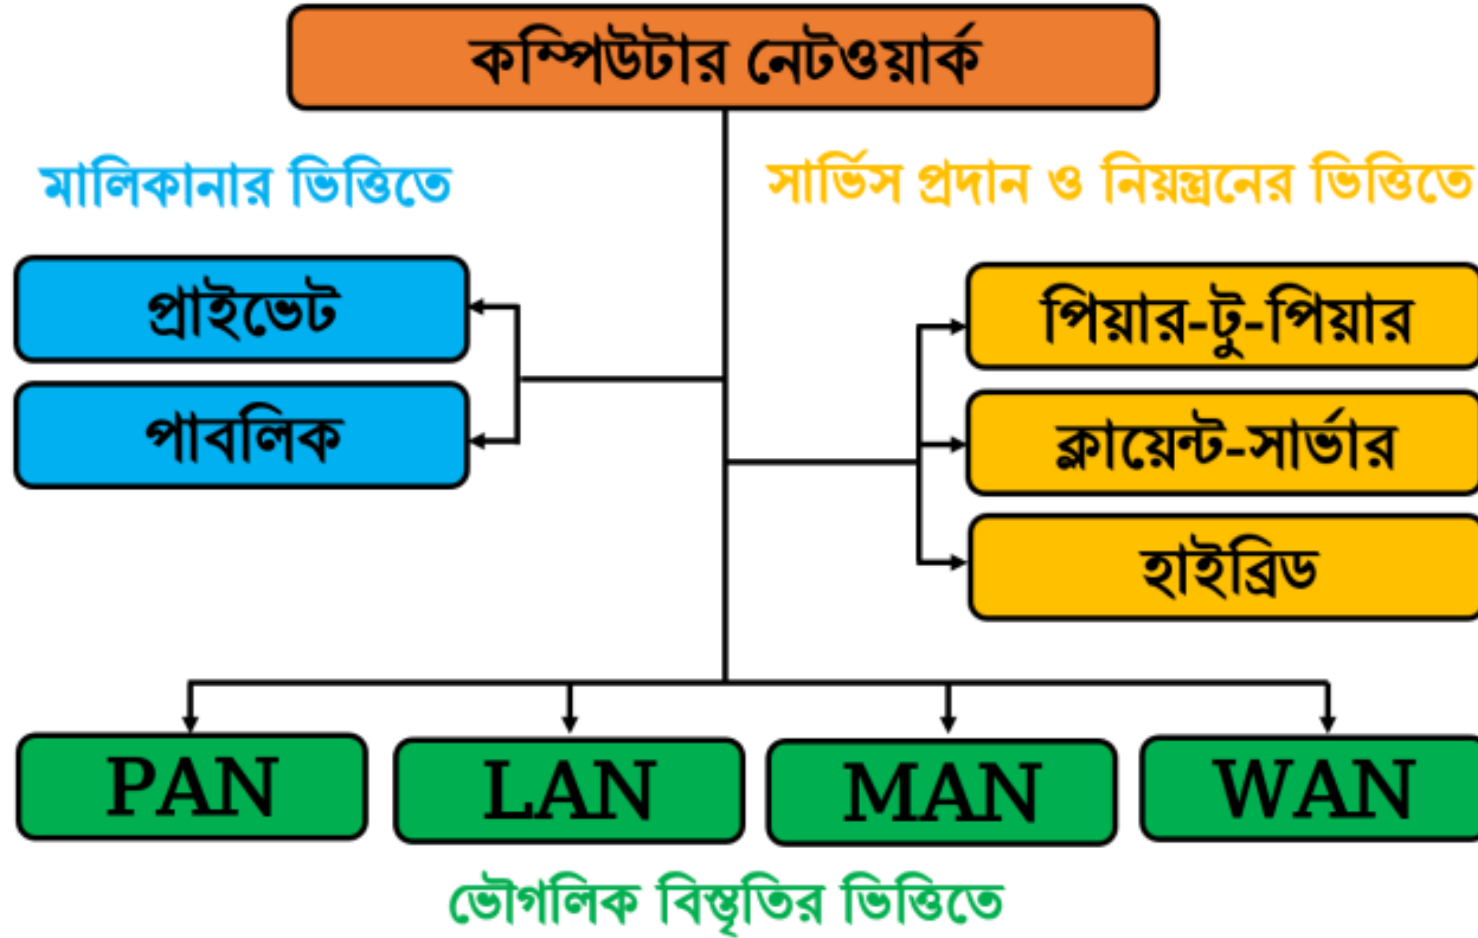 কম্পিউটার নেটওয়ার্ক
মালিকানার ভিত্তিতে
সার্ভিস প্রদান ও নিয়ন্ত্রনের ভিত্তিতে
প্রাইভেট
পাবলিক
পিয়ার-টু-পিয়ার
ক্লায়েন্ট-সার্ভার
হাইব্রিড
PAN LAN MAN WAN
ভৌগলিক বিস্তৃতির ভিত্তিতে